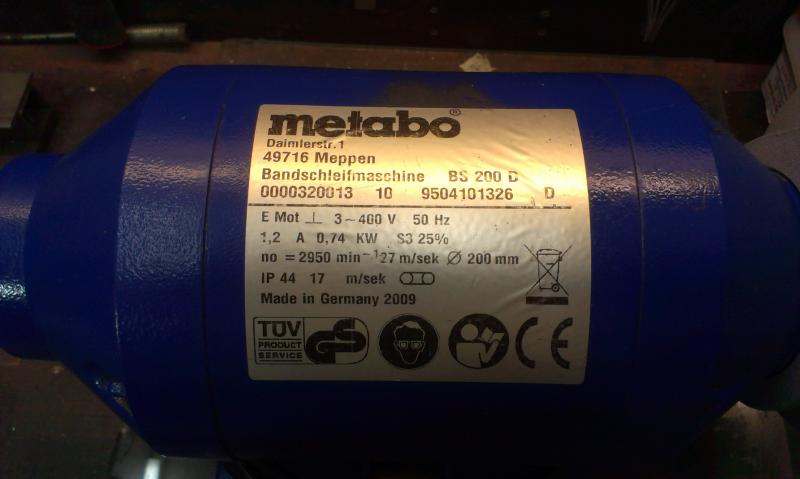 metabo®
Daimlerstr. 1
49716 Meppen
Bandschleifmaschine BS 200 D
0000320013 10 9504101326 D
E Mot ⊥ 3~400 V 50 Hz
1,2 A 0,74 KW S3 25%
no = 2950 min⁻¹ 27 m/sek Ø 200 mm
IP 44 17 m/sek
Made in Germany 2009
TÜV
PRODUCT
SERVICE
GS
CE